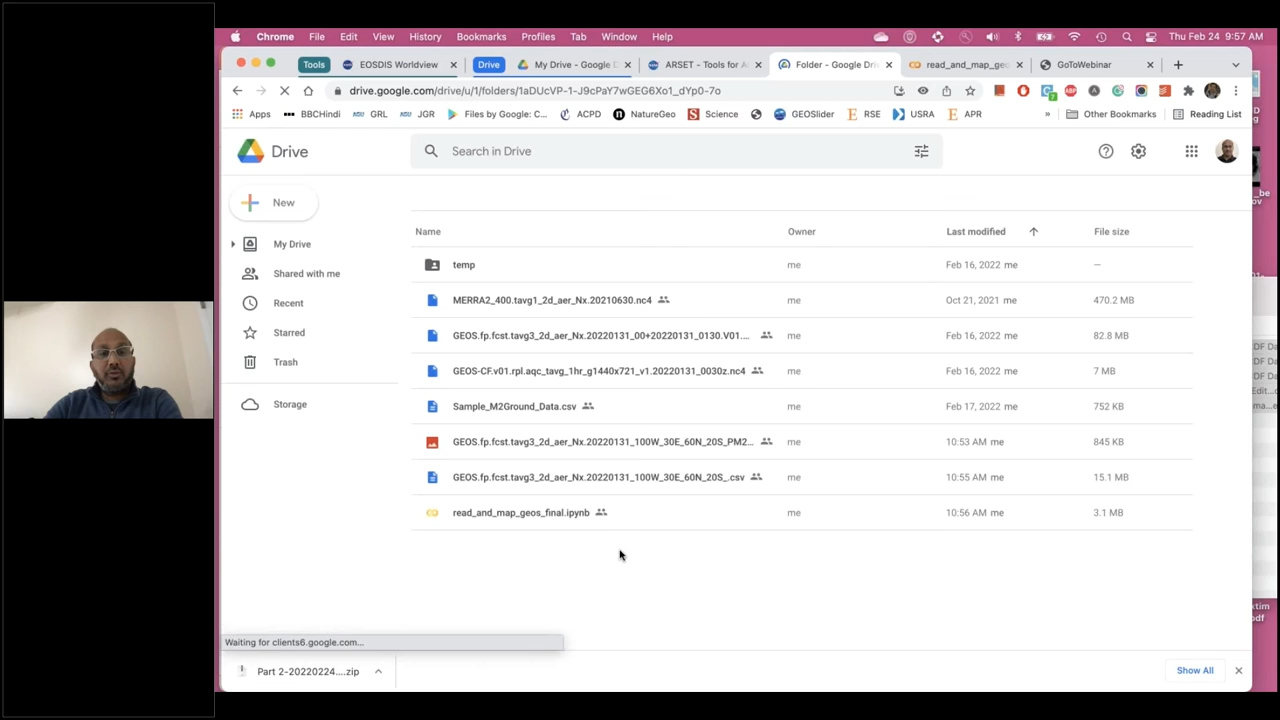 Chrome File Edit View History Bookmarks Profiles Tab Window Help Thu Feb 24 9:57 AM
Tools EOSDIS Worldview Drive My Drive - Google D ARSET - Tools for A Folder - Google Driv read_and_map_geo GoToWebinar
drive.google.com/drive/u/1/folders/1aDUcVP-1-J9cPaY7wGEG6Xo1_dYp0-7o
Apps BBCHindi GRL JGR Files by Google: C... ACPD NatureGeo Science GEOSlider RSE USRA APR » Other Bookmarks Reading List
Drive Search in Drive
New
My Drive
Shared with me
Recent
Starred
Trash
Storage
Name Owner Last modified File size
temp me Feb 16, 2022 me —
MERRA2_400.tavg1_2d_aer_Nx.20210630.nc4 me Oct 21, 2021 me 470.2 MB
GEOS.fp.fcst.tavg3_2d_aer_Nx.20220131_00+20220131_0130.V01.... me Feb 16, 2022 me 82.8 MB
GEOS-CF.v01.rpl.aqc_tavg_1hr_g1440x721_v1.20220131_0030z.nc4 me Feb 16, 2022 me 7 MB
Sample_M2Ground_Data.csv me Feb 17, 2022 me 752 KB
GEOS.fp.fcst.tavg3_2d_aer_Nx.20220131_100W_30E_60N_20S_PM2... me 10:53 AM me 845 KB
GEOS.fp.fcst.tavg3_2d_aer_Nx.20220131_100W_30E_60N_20S_.csv me 10:55 AM me 15.1 MB
read_and_map_geos_final.ipynb me 10:56 AM me 3.1 MB
Waiting for clients6.google.com...
Part 2-20220224....zip Show All